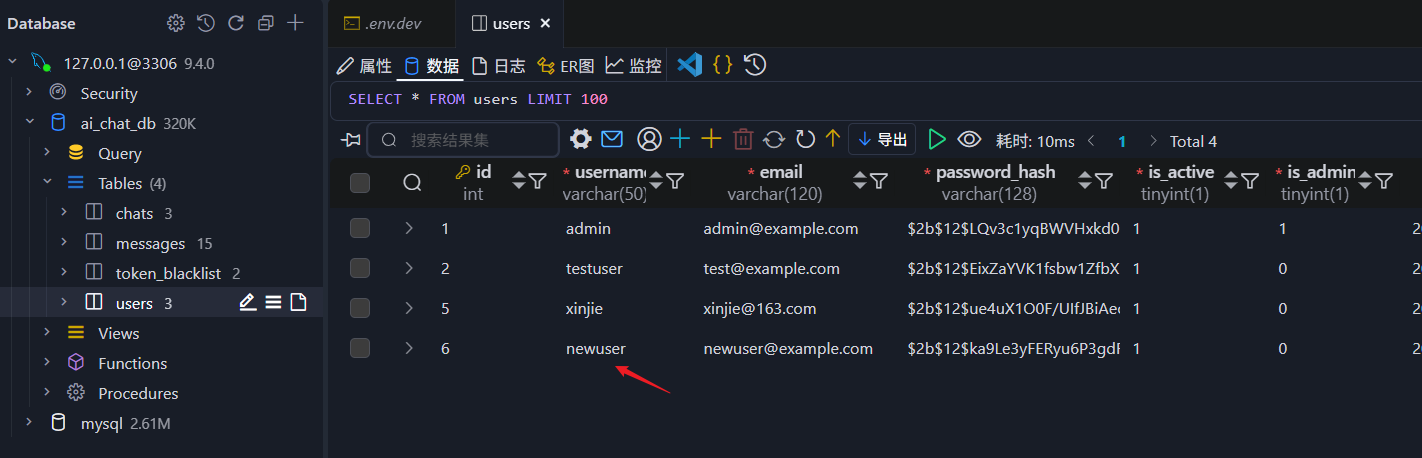 Database
127.0.0.1@3306 9.4.0
Security
ai_chat_db 320K
Query
Tables (4)
chats 3
messages 15
token_blacklist 2
users 3
Views
Functions
Procedures
mysql 2.61M
.env.dev users
属性 数据 日志 ER图 监控
SELECT * FROM users LIMIT 100
搜索结果集 导出 耗时: 10ms 1 Total 4
id * username * email * password_hash * is_active * is_admin *
int varchar(50) varchar(120) varchar(128) tinyint(1) tinyint(1)
1 admin admin@example.com $2b$12$LQv3c1yqBWVHxkd0 1 1
2 testuser test@example.com $2b$12$EixZaYVK1fsbw1ZfbX 1 0
5 xinjie xinjie@163.com $2b$12$ue4uX1O0F/UIfJBiAec 1 0
6 newuser newuser@example.com $2b$12$ka9Le3yFERyu6P3gdF 1 0